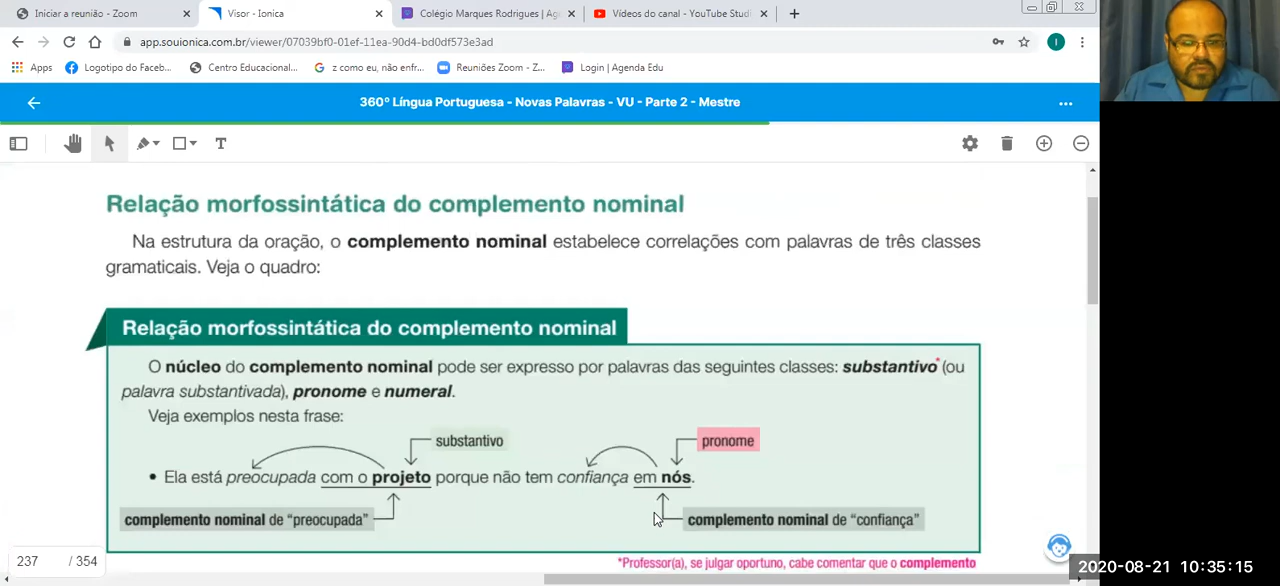 Iniciar a reunião - Zoom
Visor - Ionica
Colégio Marques Rodrigues | Ag
Vídeos do canal - YouTube Stud
app.souionica.com.br/viewer/07039bf0-01ef-11ea-90d4-bd0df573e3ad
Apps
Logotipo do Faceb...
Centro Educacional...
z como eu, não enfr...
Reuniões Zoom - Z...
Login | Agenda Edu
360° Língua Portuguesa - Novas Palavras - VU - Parte 2 - Mestre
Relação morfossintática do complemento nominal
Na estrutura da oração, o complemento nominal estabelece correlações com palavras de três classes
gramaticais. Veja o quadro:
Relação morfossintática do complemento nominal
O núcleo do complemento nominal pode ser expresso por palavras das seguintes classes: substantivo* (ou
palavra substantivada), pronome e numeral.
Veja exemplos nesta frase:
substantivo
pronome
• Ela está preocupada com o projeto porque não tem confiança em nós.
complemento nominal de “preocupada”
complemento nominal de “confiança”
*Professor(a), se julgar oportuno, cabe comentar que o complemento
237 / 354
2020-08-21 10:35:15